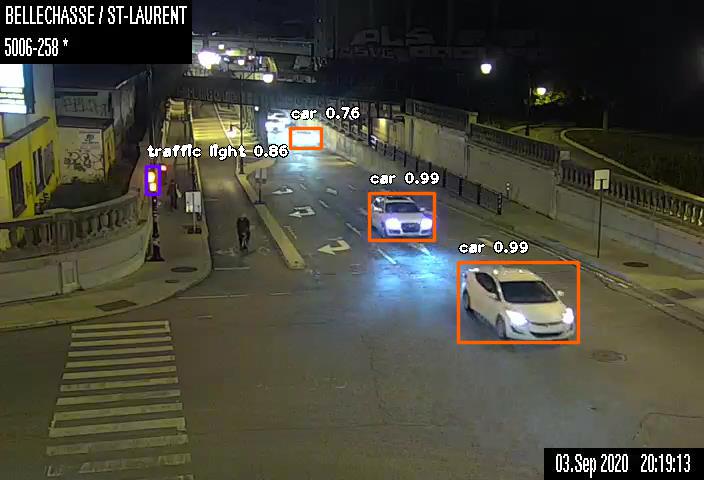 BELLECHASSE / ST-LAURENT
5006-258 *
car 0.76
traffic light 0.86
car 0.99
car 0.99
03.Sep 2020 20:19:13